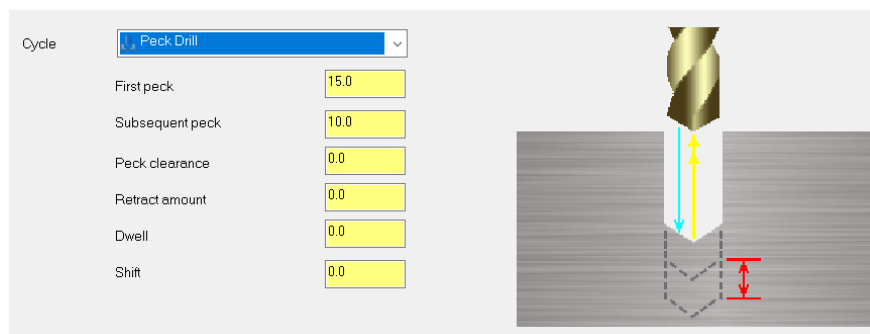 Cycle Peck Drill
First peck 15.0
Subsequent peck 10.0
Peck clearance 0.0
Retract amount 0.0
Dwell 0.0
Shift 0.0